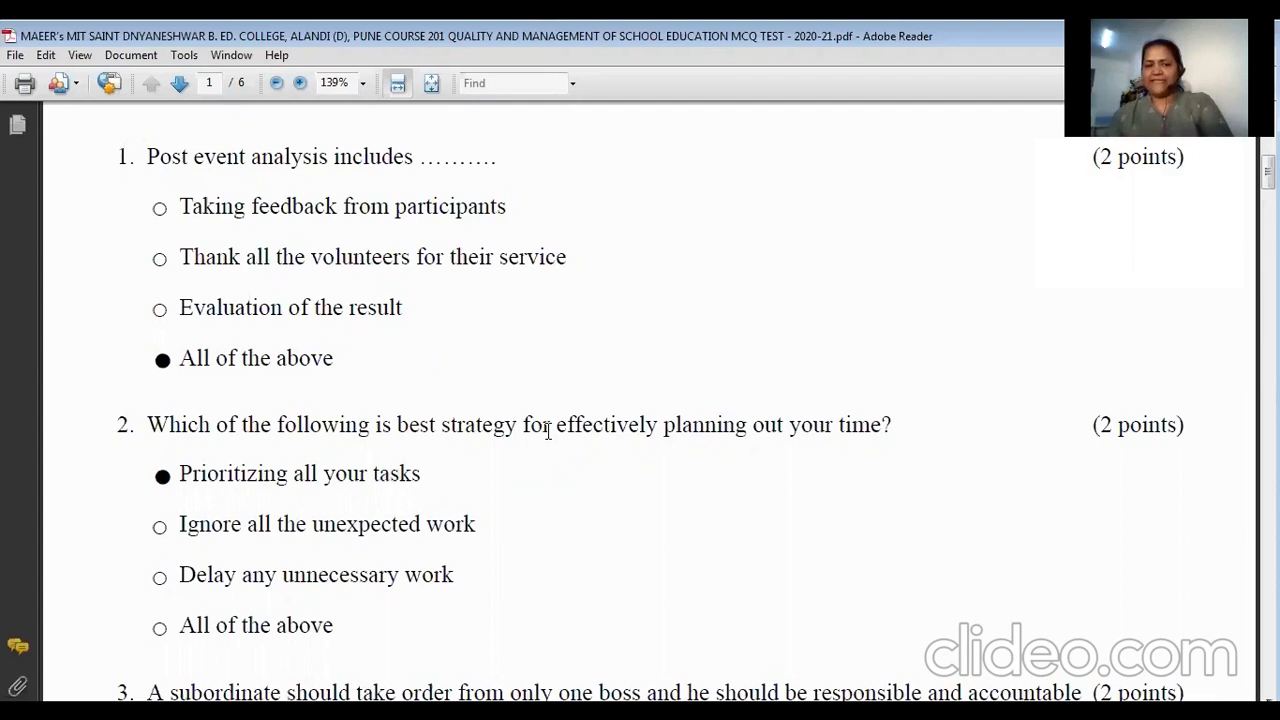 MAEER's MIT SAINT DNYANESHWAR B. ED. COLLEGE, ALANDI (D), PUNE COURSE 201 QUALITY AND MANAGEMENT OF SCHOOL EDUCATION MCQ TEST - 2020-21.pdf - Adobe Reader
File Edit View Document Tools Window Help
1 / 6 139% Find
1. Post event analysis includes ………. (2 points)
Taking feedback from participants
Thank all the volunteers for their service
Evaluation of the result
All of the above
2. Which of the following is best strategy for effectively planning out your time? (2 points)
Prioritizing all your tasks
Ignore all the unexpected work
Delay any unnecessary work
All of the above
clideo.com
3. A subordinate should take order from only one boss and he should be responsible and accountable (2 points)